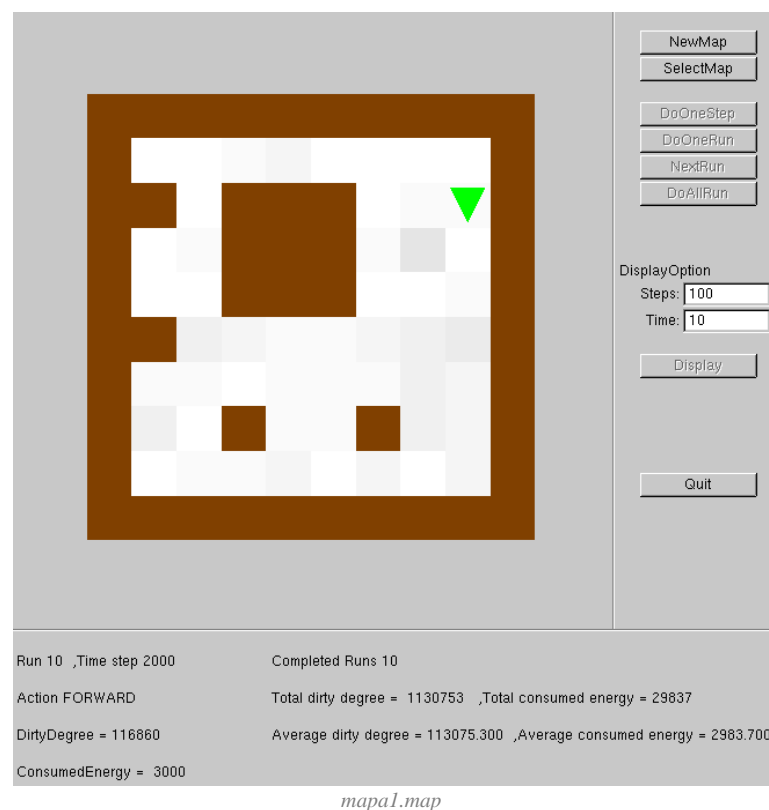 NewMap
SelectMap
DoOneStep
DoOneRun
NextRun
DoAllRun
DisplayOption
Steps: 100
Time: 10
Display
Quit
Run 10 ,Time step 2000 Completed Runs 10
Action FORWARD Total dirty degree = 1130753 ,Total consumed energy = 29837
DirtyDegree = 116860 Average dirty degree = 113075.300 ,Average consumed energy = 2983.700
ConsumedEnergy = 3000
mapa1.map